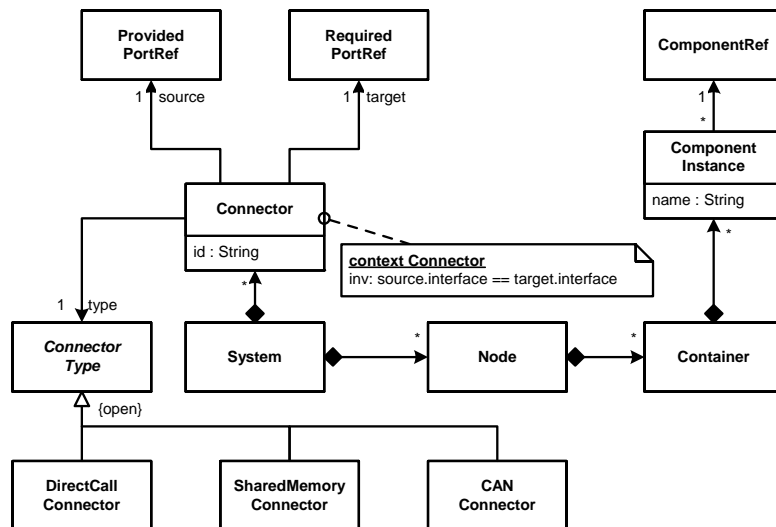 Provided
PortRef
Required
PortRef
ComponentRef
1
source
1
target
1
*
Component
Instance
name : String
Connector
id : String
context Connector
inv: source.interface == target.interface
*
*
1
type
Connector
Type
System
*
Node
*
Container
{open}
DirectCall
Connector
SharedMemory
Connector
CAN
Connector